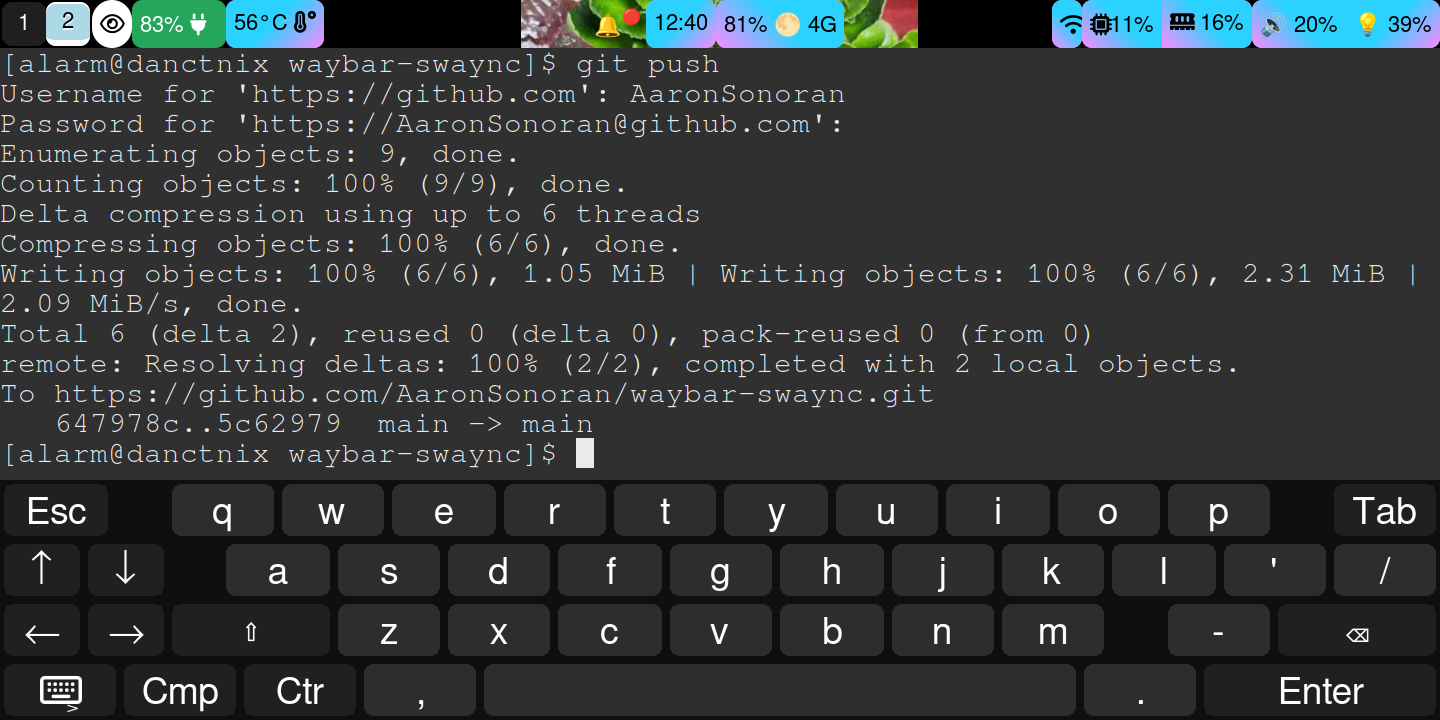 1 2 83% 56°C 12:40 81% 4G 11% 16% 20% 39%
[alarm@danctnix waybar-swaync]$ git push
Username for 'https://github.com': AaronSonoran
Password for 'https://AaronSonoran@github.com':
Enumerating objects: 9, done.
Counting objects: 100% (9/9), done.
Delta compression using up to 6 threads
Compressing objects: 100% (6/6), done.
Writing objects: 100% (6/6), 1.05 MiB | Writing objects: 100% (6/6), 2.31 MiB |
2.09 MiB/s, done.
Total 6 (delta 2), reused 0 (delta 0), pack-reused 0 (from 0)
remote: Resolving deltas: 100% (2/2), completed with 2 local objects.
To https://github.com/AaronSonoran/waybar-swaync.git
   647978c..5c62979  main -> main
[alarm@danctnix waybar-swaync]$
Esc q w e r t y u i o p Tab
↑ ↓ a s d f g h j k l ' /
← → ⇧ z x c v b n m - ⌫
Cmp Ctr , . Enter